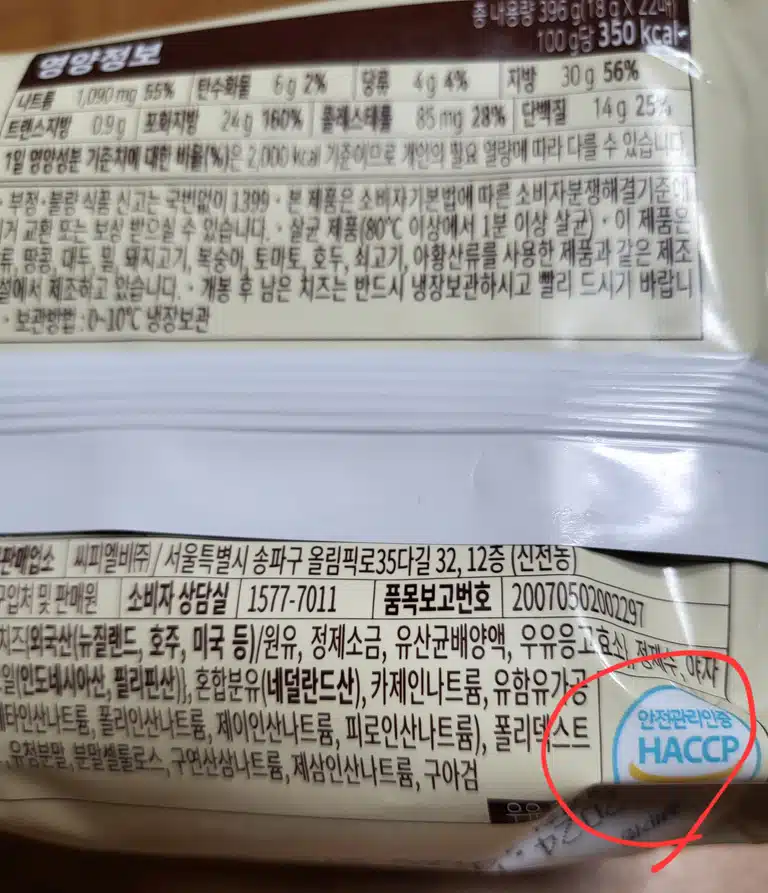 영양정보
총 내용량 396 g(18 g X 22매)
100 g당 350 kcal
나트륨 1,090 mg 55% 탄수화물 6 g 2% 당류 4 g 4% 지방 30 g 56%
트랜스지방 0.9 g 포화지방 24 g 160% 콜레스테롤 85 mg 28% 단백질 14 g 25%
1일 영양성분 기준치에 대한 비율(%)은 2,000 kcal 기준이므로 개인의 필요 열량에 따라 다를 수 있습니다
· 부정·불량 식품 신고는 국번없이 1399 · 본 제품은 소비자기본법에 따른 소비자분쟁해결기준에
거 교환 또는 보상 받으실 수 있습니다. · 살균 제품(80℃ 이상에서 1분 이상 살균) · 이 제품은
류, 땅콩, 대두, 밀, 돼지고기, 복숭아, 토마토, 호두, 쇠고기, 아황산류를 사용한 제품과 같은 제조
설에서 제조하고 있습니다. · 개봉 후 남은 치즈는 반드시 냉장보관하시고 빨리 드시기 바랍니
· 보관방법 : 0~10℃ 냉장보관
판매업소 씨피엘비㈜ / 서울특별시 송파구 올림픽로35다길 32, 12층 (신천동)
구입처 및 판매원 소비자 상담실 1577-7011 품목보고번호 20070502002297
치즈{외국산(뉴질랜드, 호주, 미국 등)/원유, 정제소금, 유산균배양액, 우유응고효소}, 정제수, 야자
일(인도네시아산, 필리핀산)}, 혼합분유(네덜란드산), 카제인나트륨, 유함유가공
메타인산나트륨, 폴리인산나트륨, 제이인산나트륨, 피로인산나트륨), 폴리덱스트
, 유청분말, 분말셀룰로스, 구연산삼나트륨, 제삼인산나트륨, 구아검
안전관리인증
HACCP
우유